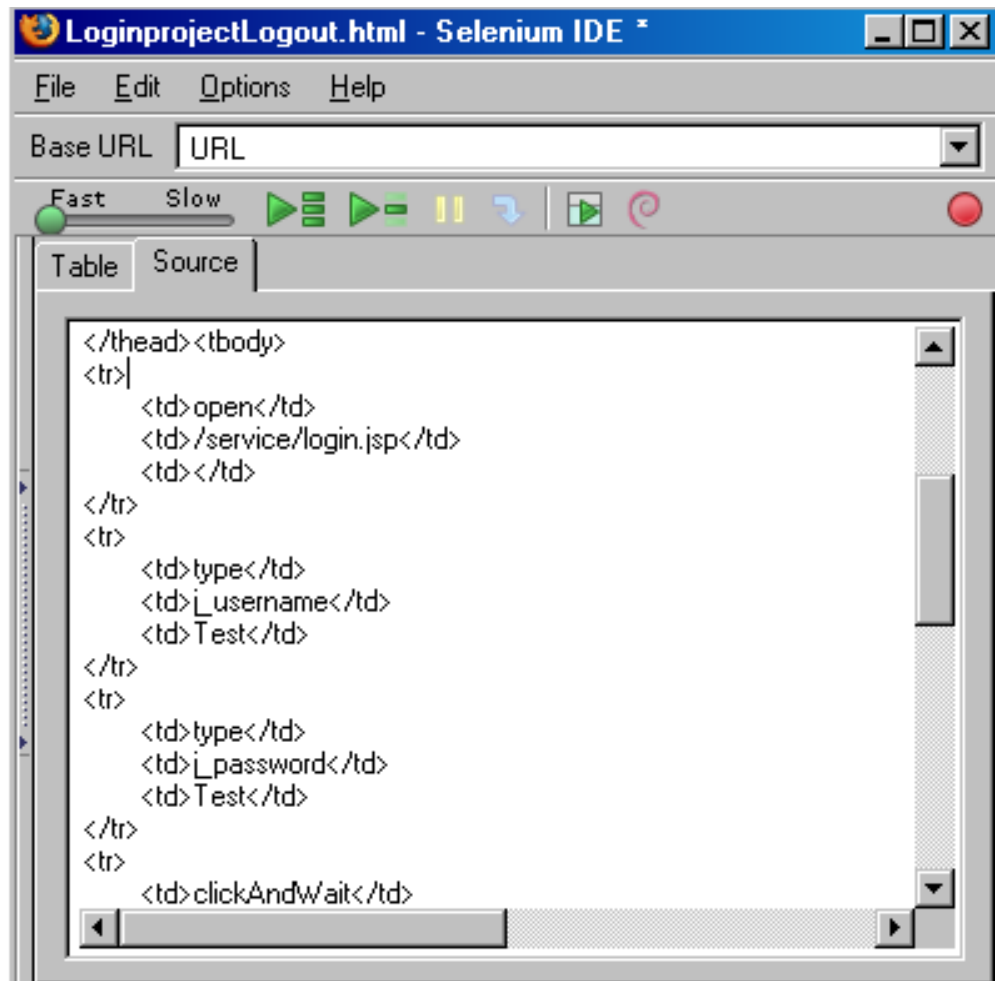 LoginprojectLogout.html - Selenium IDE *
File Edit Options Help
Base URL URL
Fast Slow
Table Source
</thead><tbody>
<tr>
<td>open</td>
<td>/service/login.jsp</td>
<td></td>
</tr>
<tr>
<td>type</td>
<td>j_username</td>
<td>Test</td>
</tr>
<tr>
<td>type</td>
<td>j_password</td>
<td>Test</td>
</tr>
<tr>
<td>clickAndWait</td>